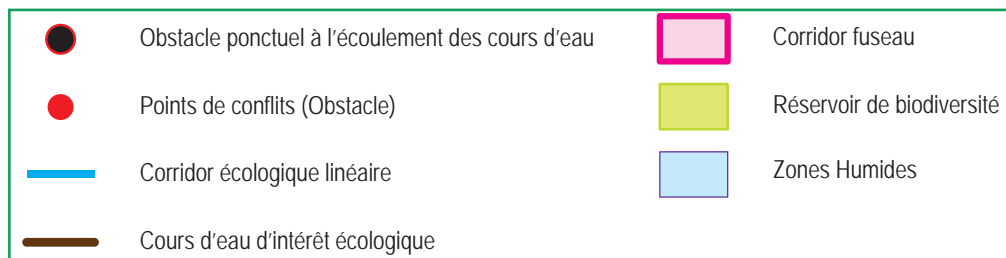 Obstacle ponctuel à l'écoulement des cours d'eau
Points de conflits (Obstacle)
Corridor écologique linéaire
Cours d'eau d'intérêt écologique
Corridor fuseau
Réservoir de biodiversité
Zones Humides